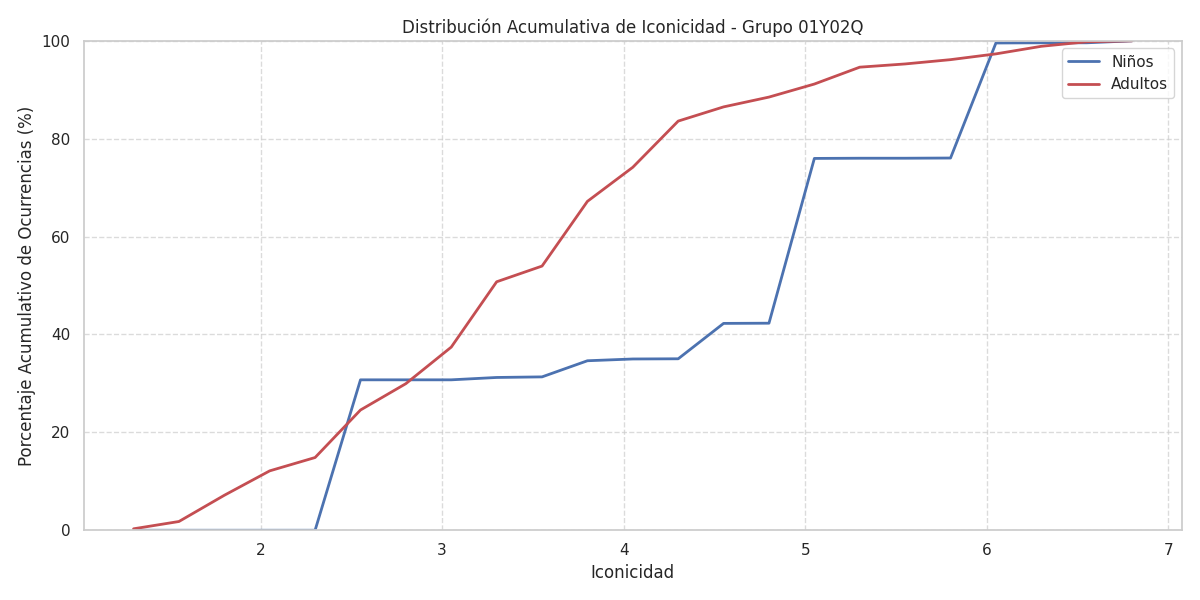 Distribución Acumulativa de Iconicidad - Grupo 01Y02Q
Porcentaje Acumulativo de Ocurrencias (%)
100
80
60
40
20
0
Niños
Adultos
2
3
4
5
6
7
Iconicidad